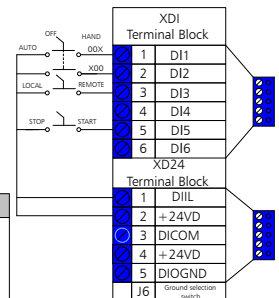 XDI
Terminal Block
OFF
AUTO
HAND
00X
X00
LOCAL
REMOTE
STOP
START
1 DI1
2 DI2
3 DI3
4 DI4
5 DI5
6 DI6
XD24
Terminal Block
1 DIIL
2 +24VD
3 DICOM
4 +24VD
5 DIOGND
J6 Ground selection
switch